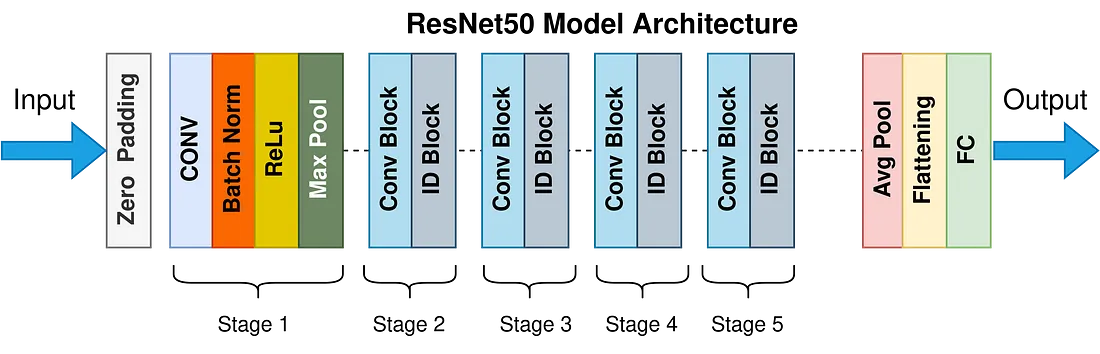 ResNet50 Model Architecture
Input
Zero Padding
CONV
Batch Norm
ReLu
Max Pool
Conv Block
ID Block
Conv Block
ID Block
Conv Block
ID Block
Conv Block
ID Block
Avg Pool
Flattening
FC
Output
Stage 1
Stage 2
Stage 3
Stage 4
Stage 5